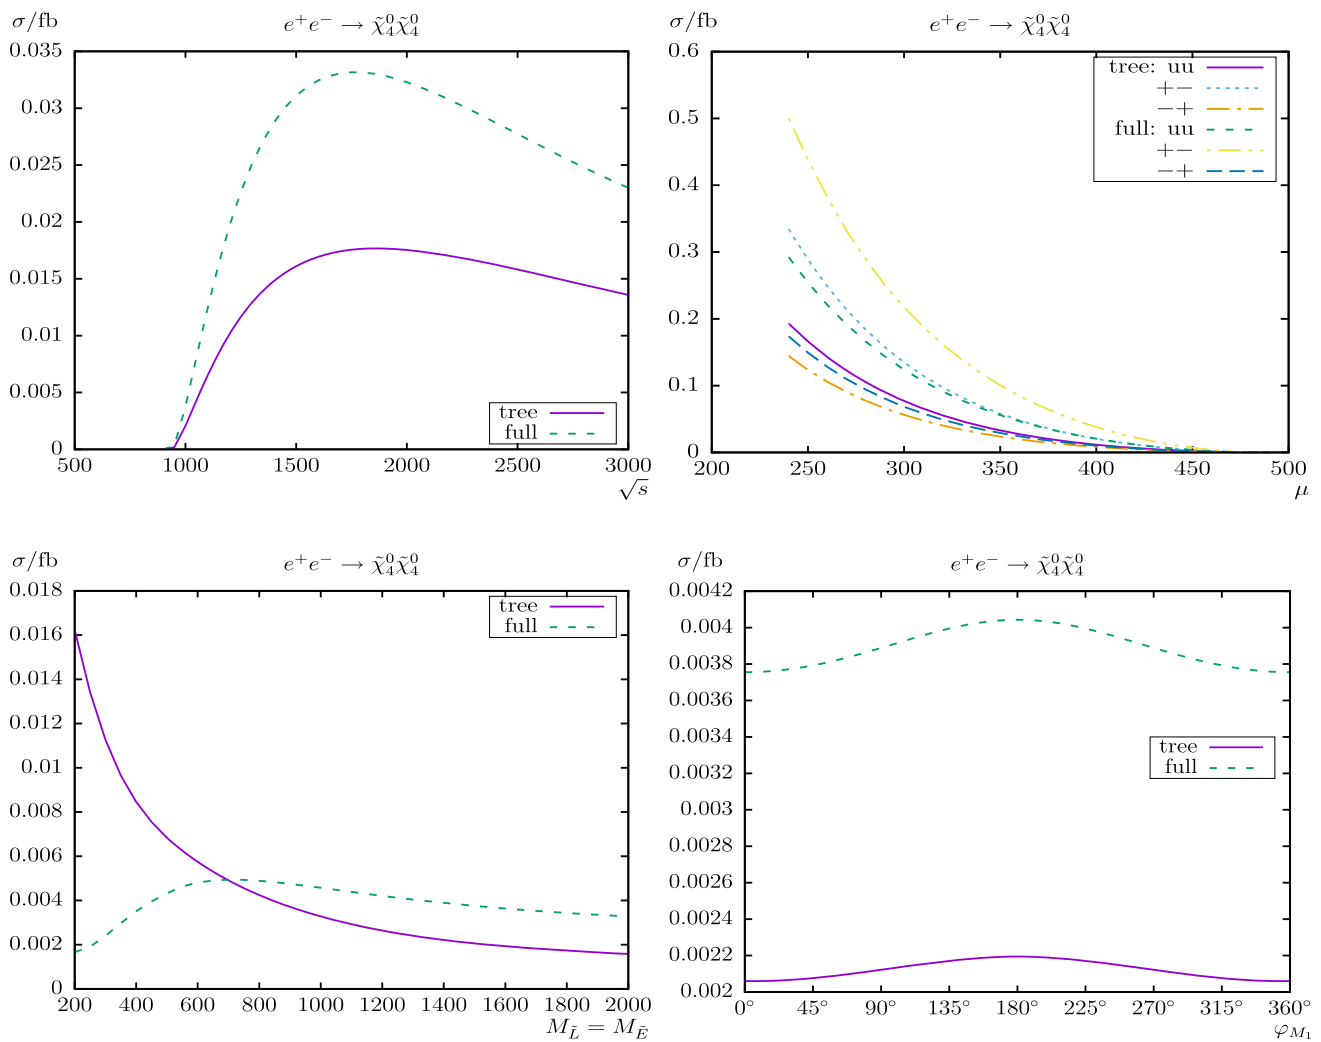 σ/fb
e⁺e⁻ → χ̃⁰₄χ̃⁰₄
0.035
0.03
0.025
0.02
0.015
0.01
0.005
0
500 1000 1500 2000 2500 3000
√s
tree
full
σ/fb
e⁺e⁻ → χ̃⁰₄χ̃⁰₄
0.6
0.5
0.4
0.3
0.2
0.1
0
200 250 300 350 400 450 500
μ
tree: uu
+−
−+
full: uu
+−
−+
σ/fb
e⁺e⁻ → χ̃⁰₄χ̃⁰₄
0.018
0.016
0.014
0.012
0.01
0.008
0.006
0.004
0.002
0
200 400 600 800 1000 1200 1400 1600 1800 2000
M_L̃ = M_Ẽ
tree
full
σ/fb
e⁺e⁻ → χ̃⁰₄χ̃⁰₄
0.0042
0.004
0.0038
0.0036
0.0034
0.0032
0.003
0.0028
0.0026
0.0024
0.0022
0.002
0° 45° 90° 135° 180° 225° 270° 315° 360°
φ_M₁
tree
full